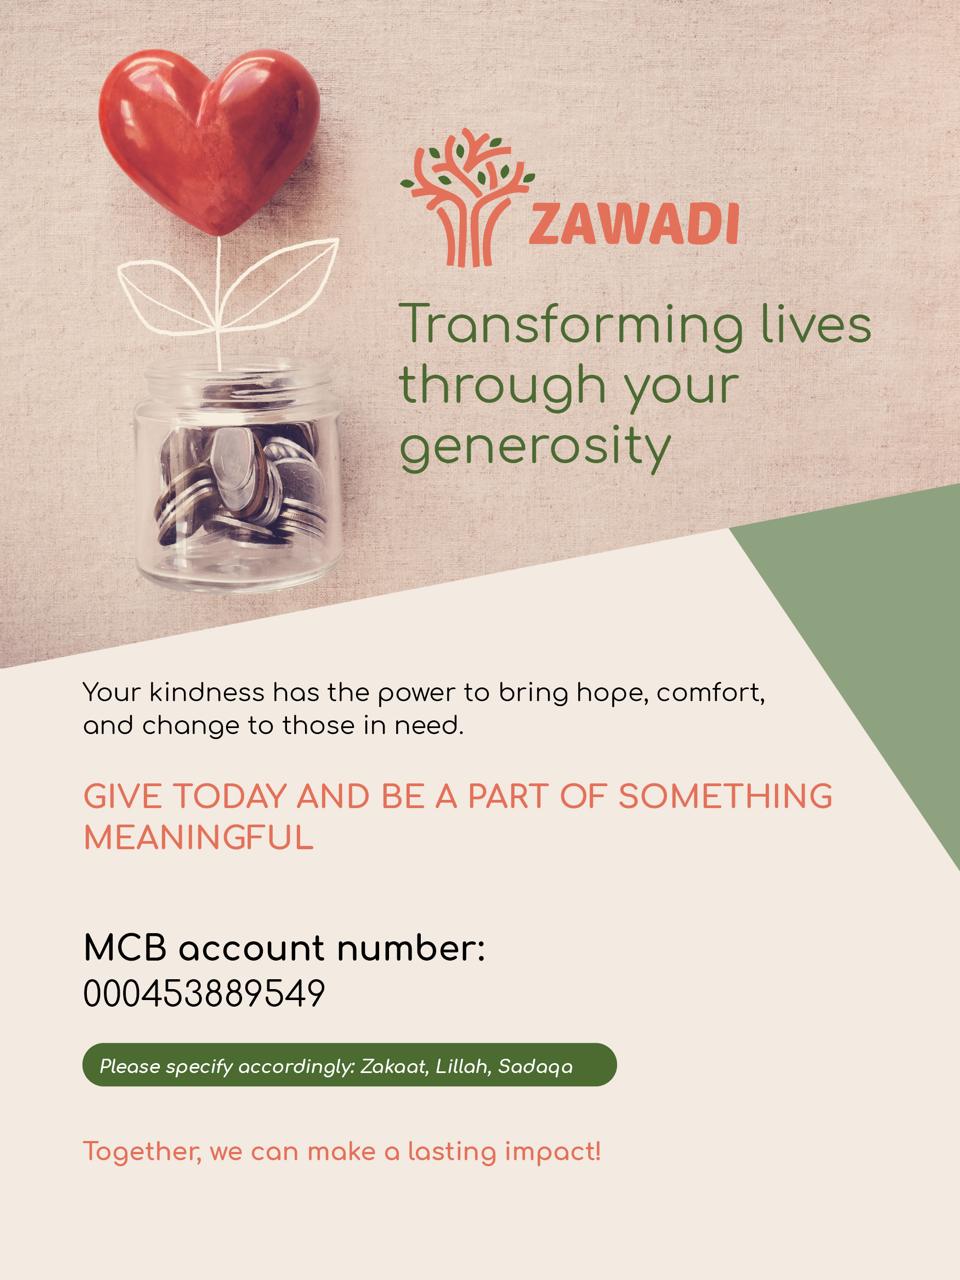 ZAWADI
Transforming lives
through your
generosity
Your kindness has the power to bring hope, comfort,
and change to those in need.
GIVE TODAY AND BE A PART OF SOMETHING
MEANINGFUL
MCB account number:
000453889549
Please specify accordingly: Zakaat, Lillah, Sadaqa
Together, we can make a lasting impact!